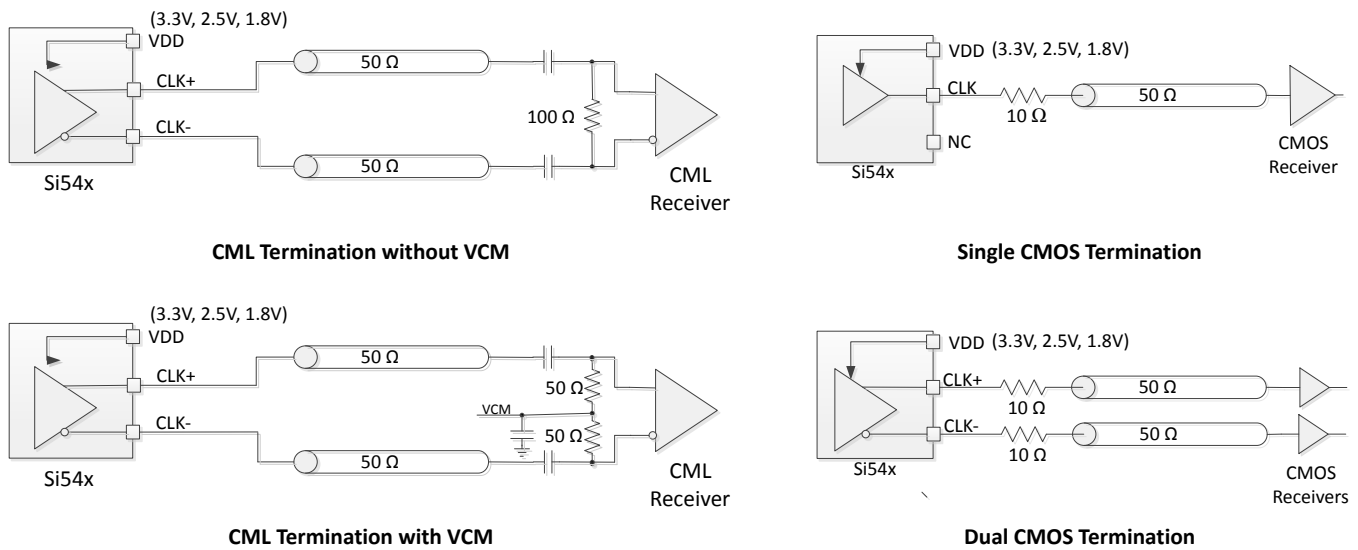 (3.3V, 2.5V, 1.8V)
VDD
CLK+
50 Ω
100 Ω
CLK-
50 Ω
Si54x
CML
Receiver
CML Termination without VCM
VDD (3.3V, 2.5V, 1.8V)
CLK
10 Ω
50 Ω
NC
Si54x
CMOS
Receiver
Single CMOS Termination
(3.3V, 2.5V, 1.8V)
VDD
CLK+
50 Ω
50 Ω
VCM
50 Ω
CLK-
50 Ω
Si54x
CML
Receiver
CML Termination with VCM
VDD (3.3V, 2.5V, 1.8V)
CLK+
10 Ω
50 Ω
CLK-
10 Ω
50 Ω
Si54x
CMOS
Receivers
Dual CMOS Termination